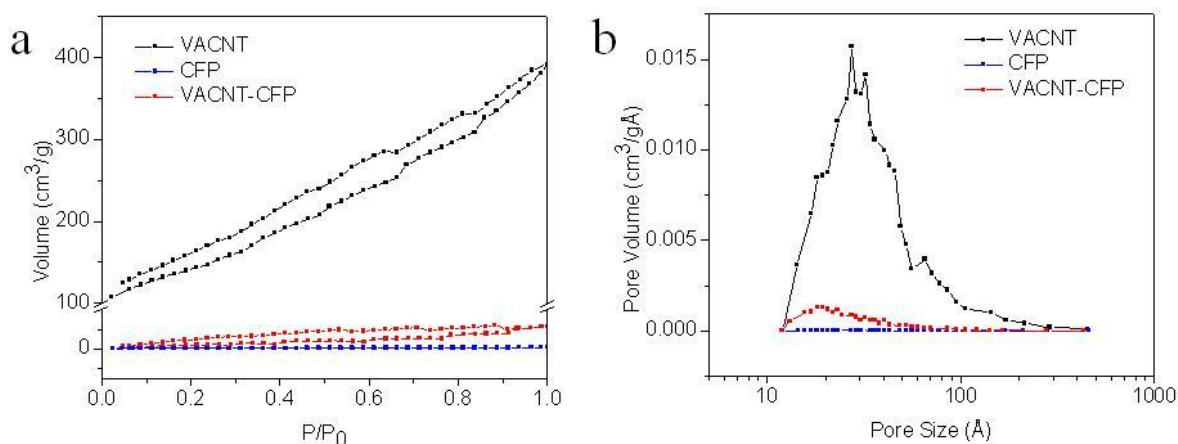 a
VACNT
CFP
VACNT-CFP
Volume (cm³/g)
400
300
200
100
0
0.0 0.2 0.4 0.6 0.8 1.0
P/P₀
b
VACNT
CFP
VACNT-CFP
Pore Volume (cm³/gÅ)
0.015
0.010
0.005
0.000
10 100 1000
Pore Size (Å)